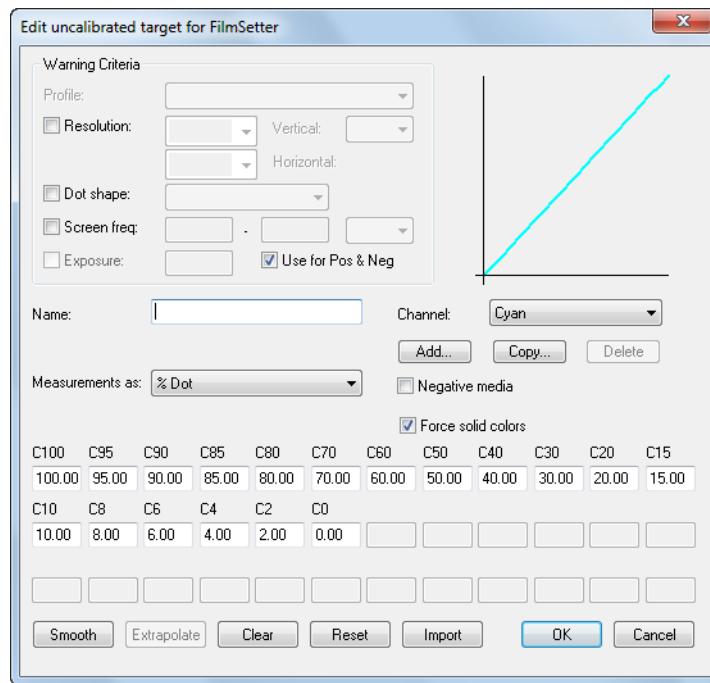 Edit uncalibrated target for FilmSetter
Warning Criteria
Profile:
Resolution: Vertical:
Horizontal:
Dot shape:
Screen freq: -
Exposure: Use for Pos & Neg
Name: Channel: Cyan
Add... Copy... Delete
Measurements as: % Dot Negative media
Force solid colors
C100 C95 C90 C85 C80 C70 C60 C50 C40 C30 C20 C15
100.00 95.00 90.00 85.00 80.00 70.00 60.00 50.00 40.00 30.00 20.00 15.00
C10 C8 C6 C4 C2 C0
10.00 8.00 6.00 4.00 2.00 0.00
Smooth Extrapolate Clear Reset Import OK Cancel